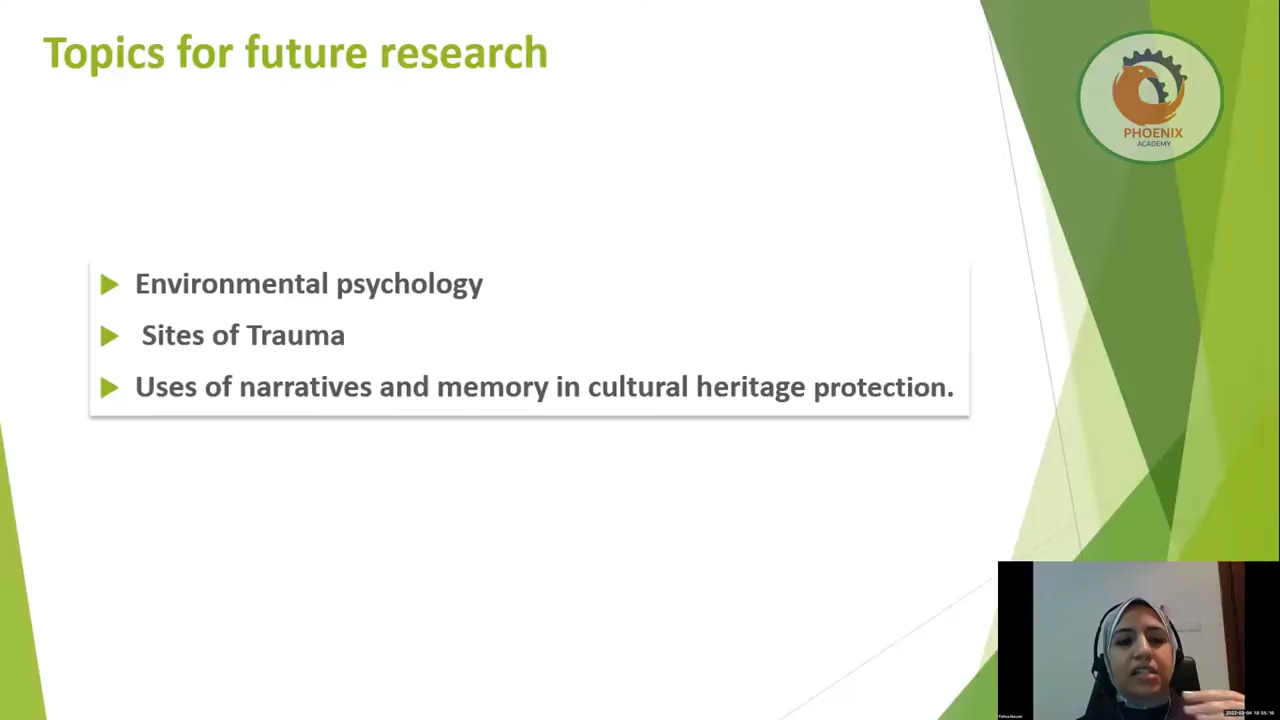 Topics for future research
PHOENIX
ACADEMY
Environmental psychology
Sites of Trauma
Uses of narratives and memory in cultural heritage protection.